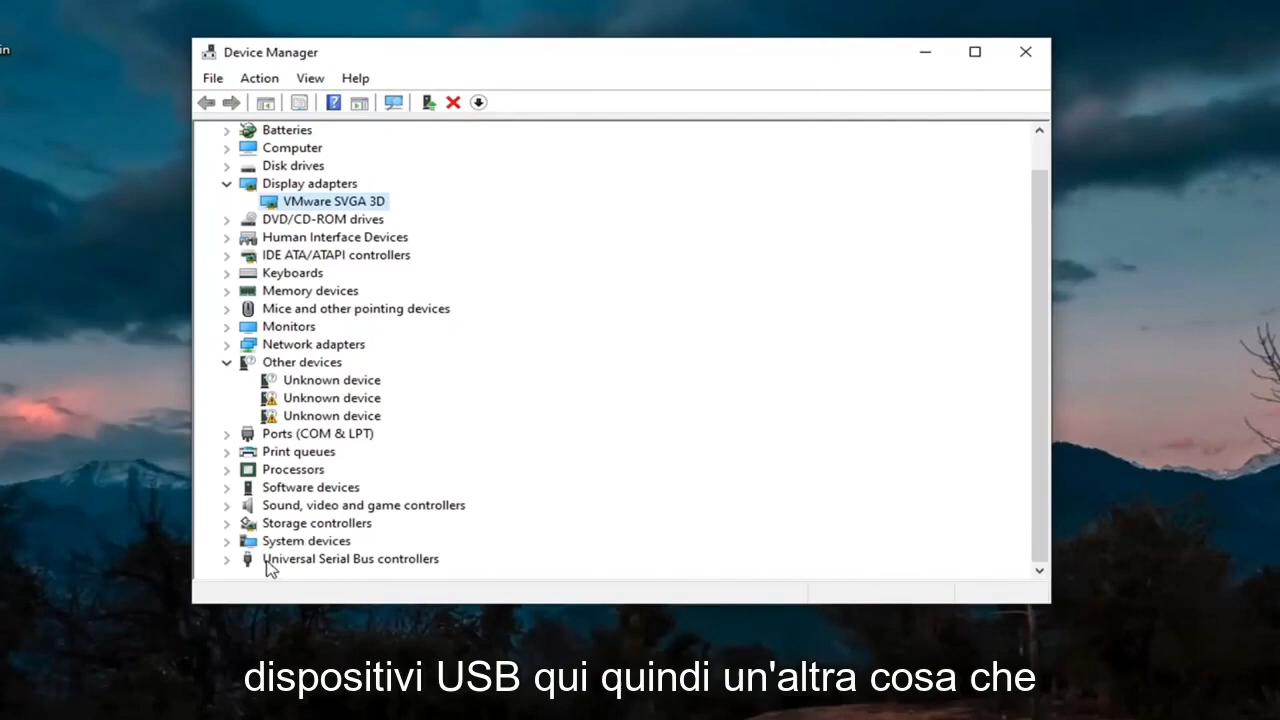 in
Device Manager
File Action View Help
Batteries
Computer
Disk drives
Display adapters
VMware SVGA 3D
DVD/CD-ROM drives
Human Interface Devices
IDE ATA/ATAPI controllers
Keyboards
Memory devices
Mice and other pointing devices
Monitors
Network adapters
Other devices
Unknown device
Unknown device
Unknown device
Ports (COM & LPT)
Print queues
Processors
Software devices
Sound, video and game controllers
Storage controllers
System devices
Universal Serial Bus controllers
dispositivi USB qui quindi un'altra cosa che